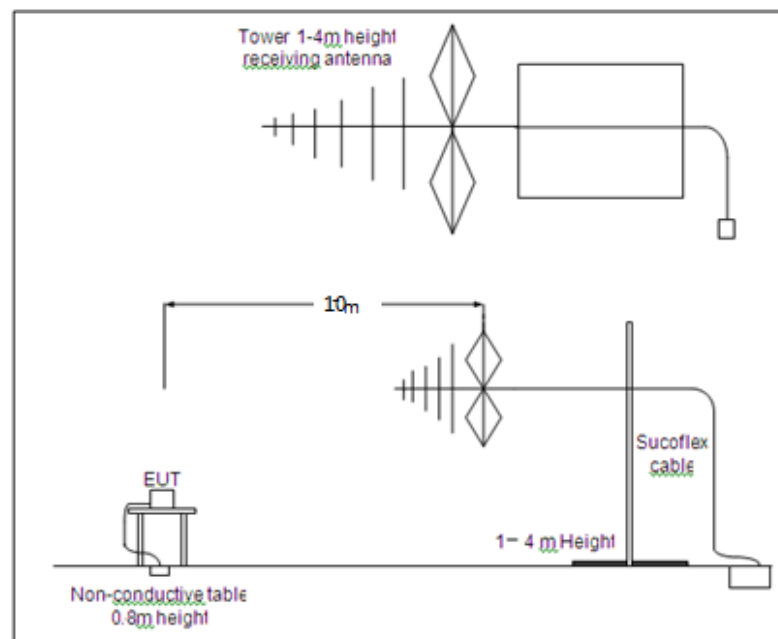 Tower 1-4m height
receiving antenna
10m
EUT
Sucoflex
cable
1– 4 m Height
Non-conductive table
0.8m height